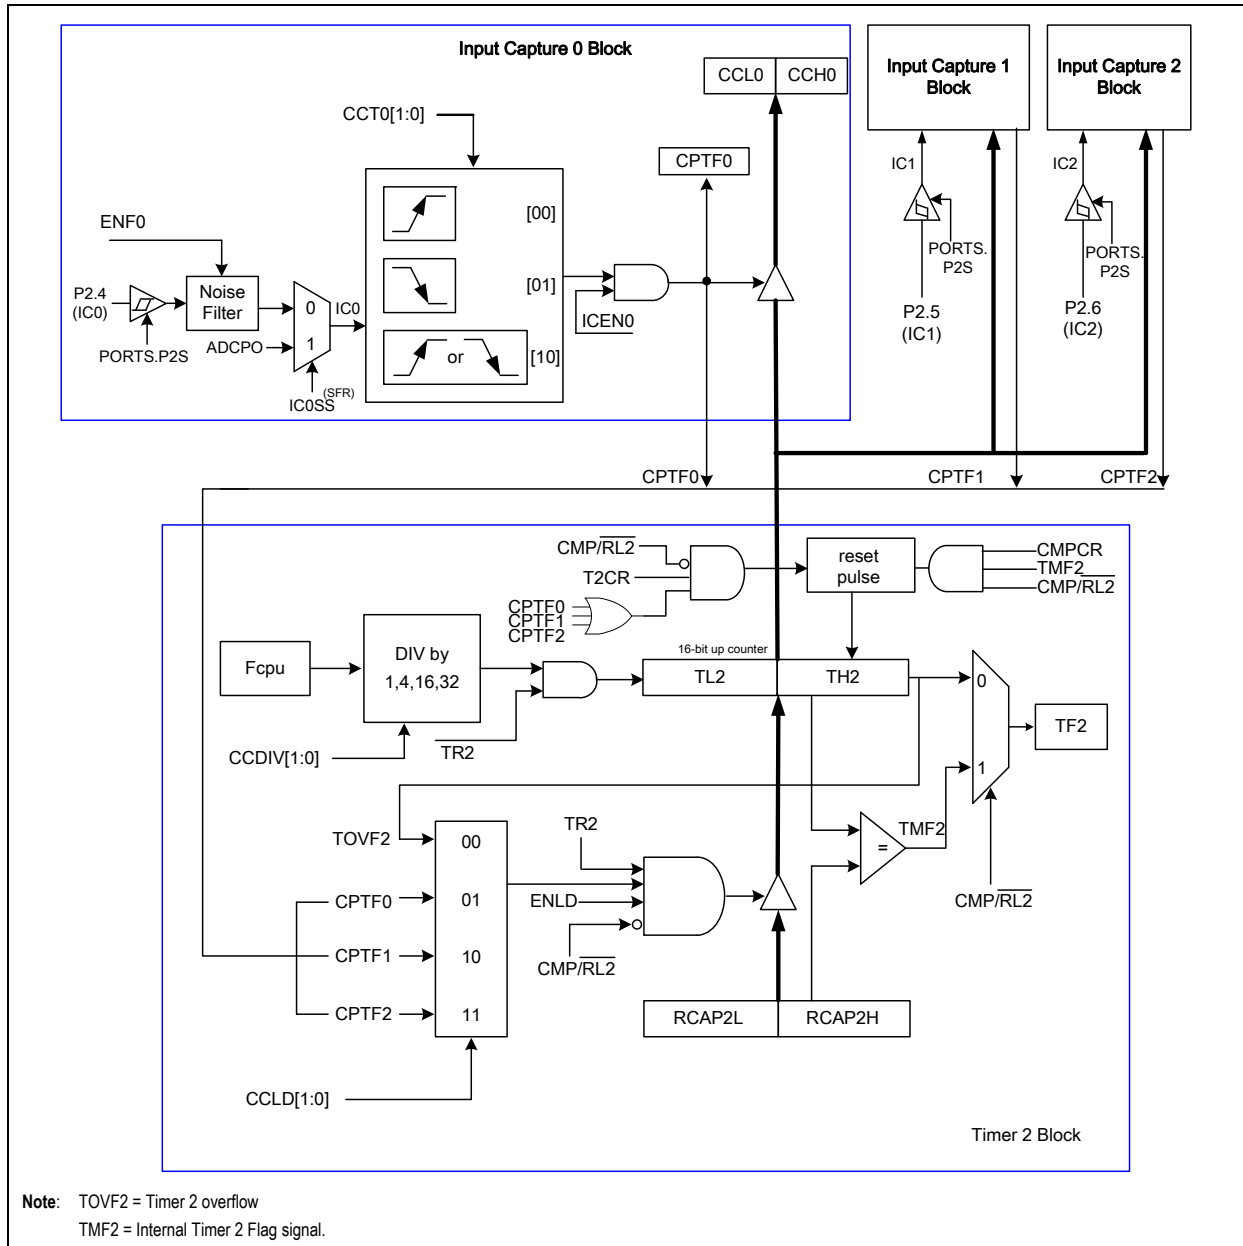 Input Capture 0 Block
CCL0 CCH0
Input Capture 1
Block
Input Capture 2
Block
CCT0[1:0]
CPTF0
IC1
IC2
[00]
ENF0
PORTS.
P2S
PORTS.
P2S
[01]
P2.4
(IC0)
Noise
Filter
0
IC0
1
ICEN0
P2.5
(IC1)
P2.6
(IC2)
PORTS.P2S
ADCPO
or
[10]
IC0SS
(SFR)
CPTF0
CPTF1
CPTF2
CMP/RL2
T2CR
CPTF0
CPTF1
CPTF2
reset
pulse
CMPCR
TMF2
CMP/RL2
16-bit up counter
Fcpu
DIV by
1,4,16,32
TL2
TH2
0
TF2
TR2
CCDIV[1:0]
1
TOVF2
00
TR2
TMF2
=
CPTF0
01
ENLD
CMP/RL2
CPTF1
10
CMP/RL2
CPTF2
11
RCAP2L
RCAP2H
CCLD[1:0]
Timer 2 Block
Note: TOVF2 = Timer 2 overflow
TMF2 = Internal Timer 2 Flag signal.